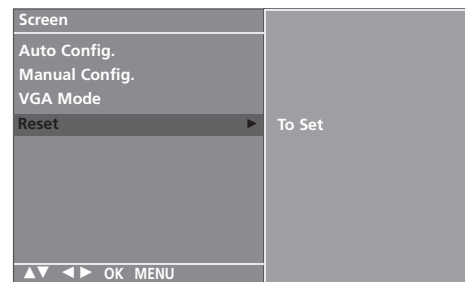 Screen
Auto Config.
Manual Config.
VGA Mode
Reset ►
To Set
▲▼ ◄► OK MENU